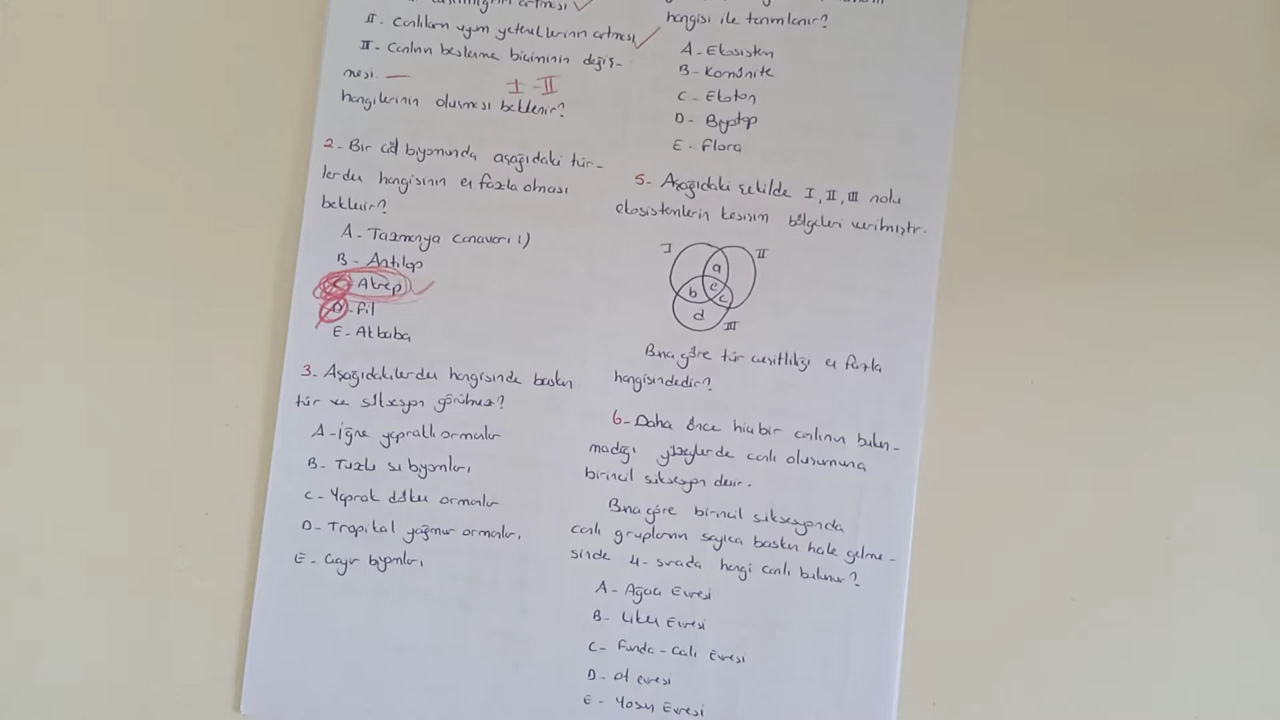 II- Canlıların uyum yeteneklerinin artması
II- Canlının beslenme biçiminin değiş-
mesi
I-II
hangilerinin oluşması beklenir?
2- Bir çöl biyomunda aşağıdaki tür-
lerden hangisinin en fazla olması
beklenir?
A- Tazmanya canavarı
B- Antilop
C- Akrep
D- Fil
E- Akbaba
3- Aşağıdakilerden hangisinde baskın
tür ve süksesyon görülmez?
A- İğne yapraklı ormanlar
B- Tuzlu su biyomları
C- Yaprak döken ormanlar
D- Tropikal yağmur ormanları
E- Çayır biyomları
hangisi ile tanımlanır?
A- Ekosistem
B- Komünite
C- Ekoton
D- Biyotop
E- Flora
5- Aşağıdaki şekilde I, II, III nolu
ekosistemlerin kesişim bölgeleri verilmiştir.
I
II
a
e
b
c
d
III
Buna göre tür çeşitliliği en fazla
hangisindedir?
6- Daha önce hiçbir canlının bulun-
madığı yüzeylerde canlı oluşumuna
birincil süksesyon denir.
Buna göre birincil süksesyonda
canlı grupların sayıca baskın hale gelme-
sinde 4. sırada hangi canlı bulunur?
A- Ağaç Evresi
B- Liken Evresi
C- Funda-Çalı Evresi
D- Ot evresi
E- Yosun Evresi